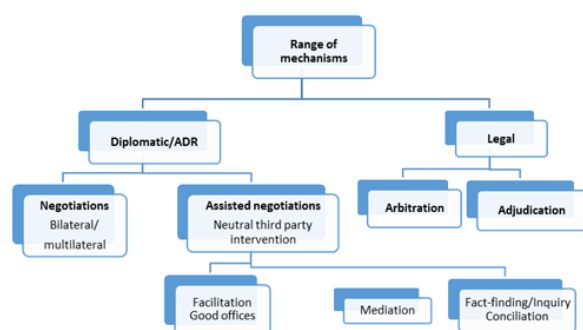 Range of
mechanisms
Diplomatic/ADR
Legal
Negotiations
Bilateral/
multilateral
Assisted negotiations
Neutral third party
intervention
Arbitration
Adjudication
Facilitation
Good offices
Mediation
Fact-finding/Inquiry
Conciliation